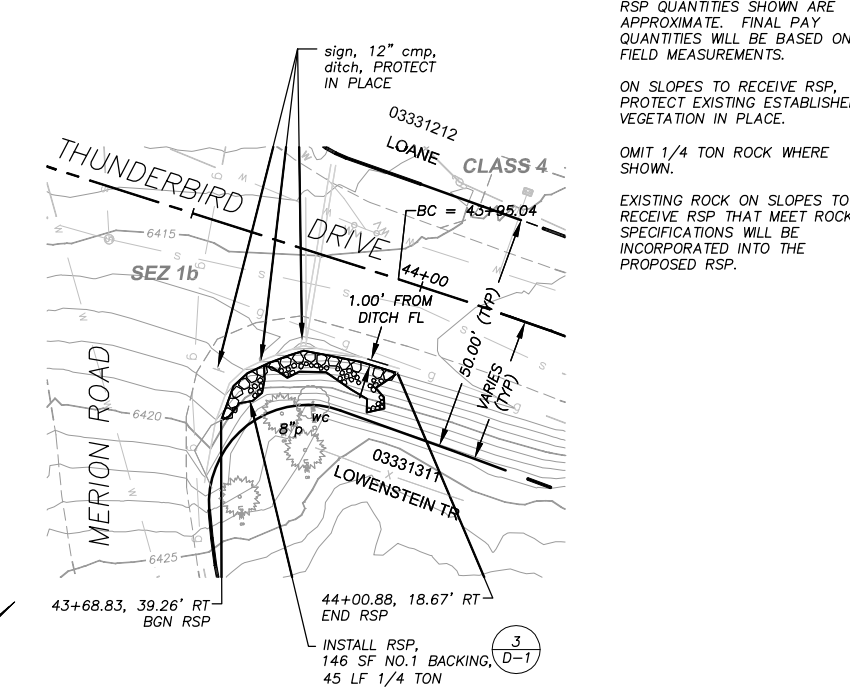 RSP QUANTITIES SHOWN ARE
APPROXIMATE. FINAL PAY
QUANTITIES WILL BE BASED ON
FIELD MEASUREMENTS.
ON SLOPES TO RECEIVE RSP,
PROTECT EXISTING ESTABLISHE
VEGETATION IN PLACE.
OMIT 1/4 TON ROCK WHERE
SHOWN.
EXISTING ROCK ON SLOPES TO
RECEIVE RSP THAT MEET ROCK
SPECIFICATIONS WILL BE
INCORPORATED INTO THE
PROPOSED RSP.
sign, 12" cmp,
ditch, PROTECT
IN PLACE
03331212
LOANE
CLASS 4
THUNDERBIRD DRIVE
BC = 43+95.04
6415
SEZ 1b
44+00
1.00' FROM
DITCH FL
50.00' (TYP)
VARIES
(TYP)
MERION ROAD
6420
8"p
wc
03331311
LOWENSTEIN TR
6425
43+68.83, 39.26' RT
BGN RSP
44+00.88, 18.67' RT
END RSP
INSTALL RSP,
146 SF NO.1 BACKING,
45 LF 1/4 TON
3
D-1